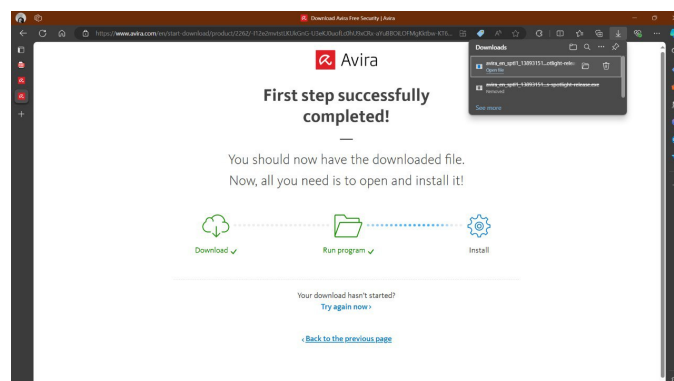 Download Avira Free Security | Avira
https://www.avira.com/en/start-download/product/2262/
Downloads
Open file
Removed
See more
Avira
First step successfully
completed!
You should now have the downloaded file.
Now, all you need is to open and install it!
Download
Run program
Install
Your download hasn't started?
Try again now ›
‹ Back to the previous page